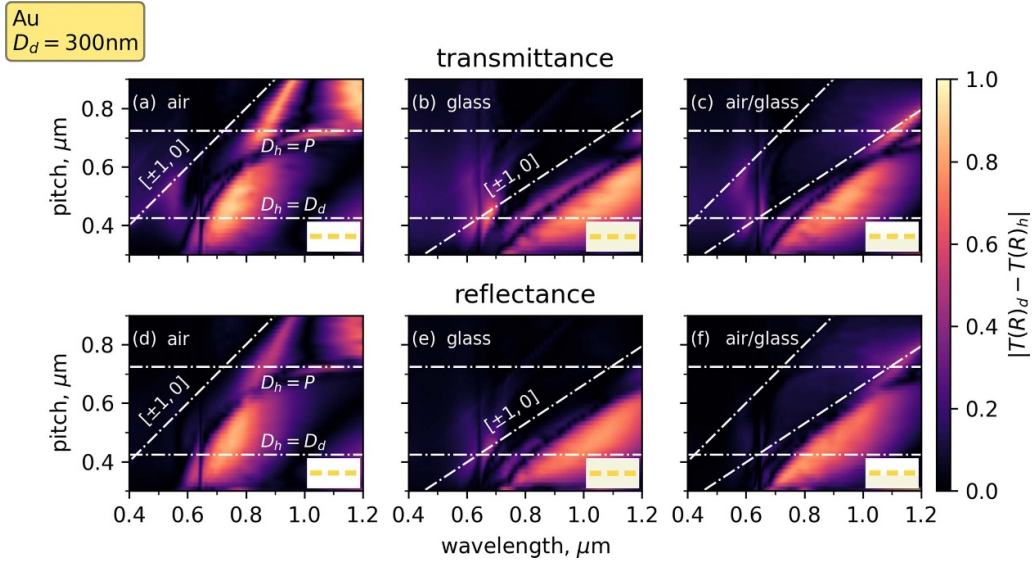 Au
D_d = 300nm
transmittance
(a) air
[±1, 0]
D_h = P
D_h = D_d
(b) glass
[±1, 0]
(c) air/glass
pitch, μm
0.8
0.6
0.4
reflectance
(d) air
[±1, 0]
D_h = P
D_h = D_d
(e) glass
[±1, 0]
(f) air/glass
pitch, μm
0.8
0.6
0.4
0.4 0.6 0.8 1.0 1.2
0.4 0.6 0.8 1.0 1.2
0.4 0.6 0.8 1.0 1.2
wavelength, μm
1.0
0.8
0.6
0.4
0.2
0.0
|T(R)_d − T(R)_h|